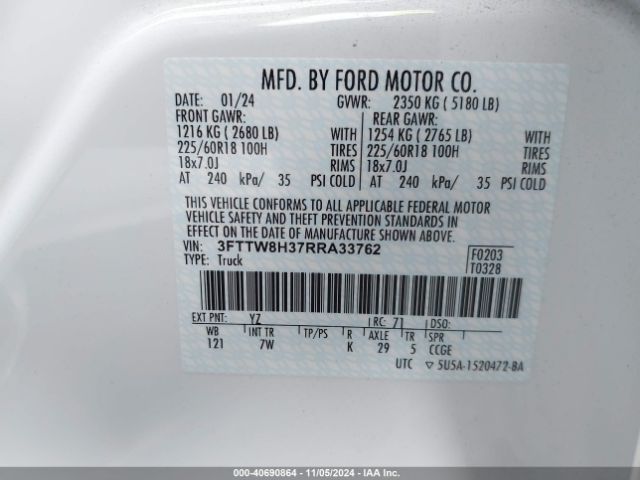 MFD. BY FORD MOTOR CO.
DATE: 01/24 GVWR: 2350 KG ( 5180 LB)
FRONT GAWR: REAR GAWR:
1216 KG ( 2680 LB) WITH 1254 KG ( 2765 LB) WITH
225/60R18 100H TIRES 225/60R18 100H TIRES
18x7.0J RIMS 18x7.0J RIMS
AT 240 kPa/ 35 PSI COLD AT 240 kPa/ 35 PSI COLD
THIS VEHICLE CONFORMS TO ALL APPLICABLE FEDERAL MOTOR
VEHICLE SAFETY AND THEFT PREVENTION STANDARDS IN
EFFECT ON THE DATE OF MANUFACTURE SHOWN ABOVE.
VIN: 3FTTW8H37RRA33762 F0203
TYPE: Truck T0328
EXT PNT: YZ RC: 71 DSO:
WB INT TR TP/PS R AXLE TR SPR
121 7W K 29 5 CCGE
UTC ▽ 5U5A-1520472-BA
000-40690864 - 11/05/2024 - IAA Inc.